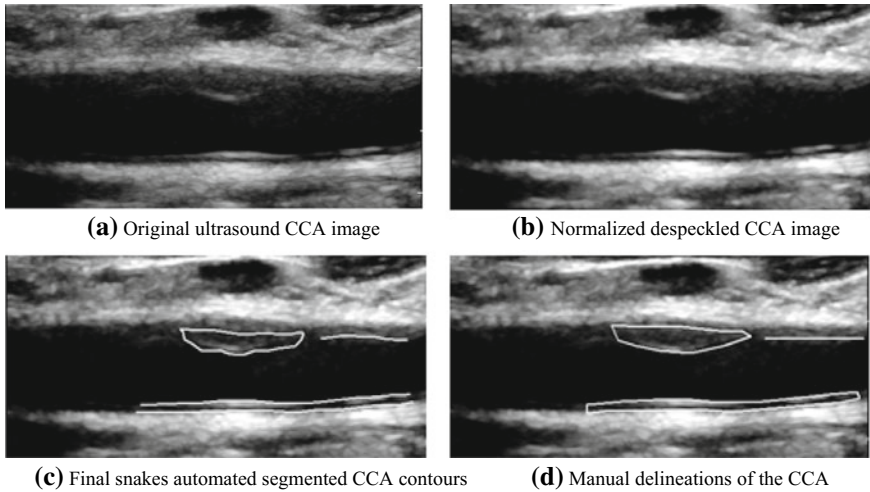 (a) Original ultrasound CCA image
(b) Normalized despeckled CCA image
(c) Final snakes automated segmented CCA contours
(d) Manual delineations of the CCA